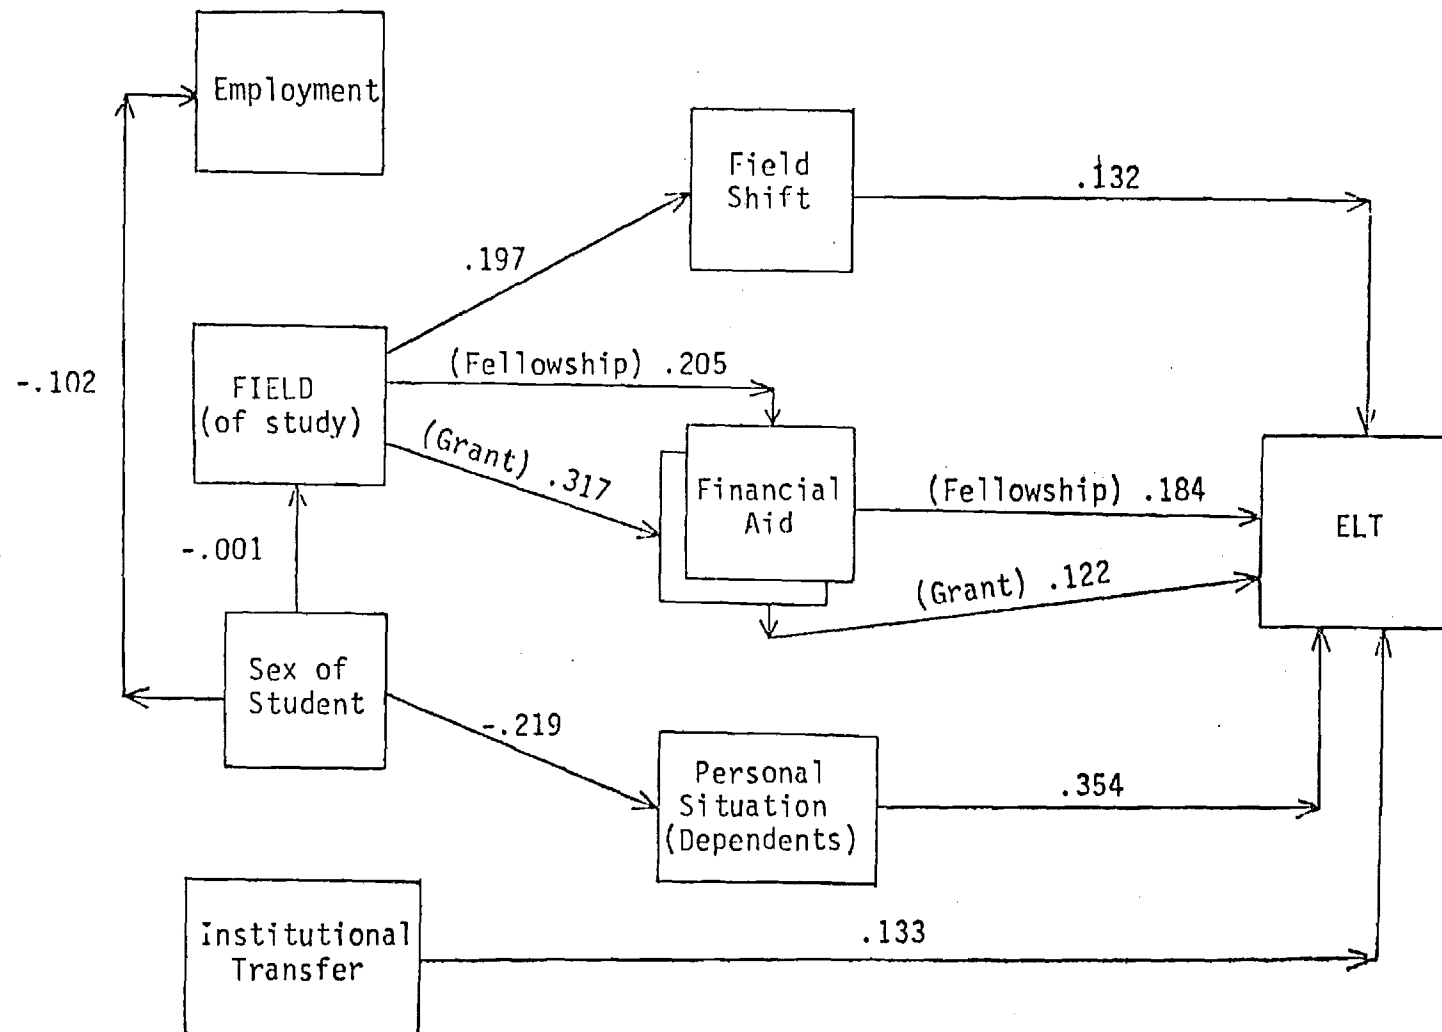 Employment
Field
Shift
.132
.197
-.102
FIELD
(of study)
(Fellowship) .205
(Grant) .317
Financial
Aid
(Fellowship) .184
ELT
-.001
(Grant) .122
Sex of
Student
-.219
Personal
Situation
(Dependents)
.354
Institutional
Transfer
.133